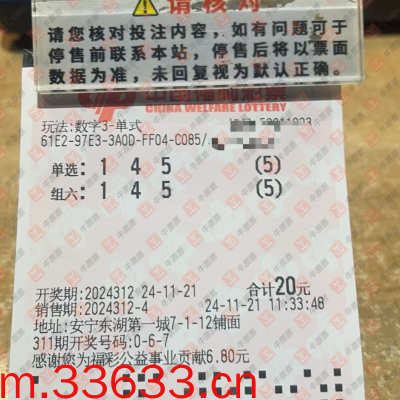 请核对
请您核对投注内容，如有问题可于
停售前联系本站，停售后将以票面
数据为准，未回复视为默认正确。
中国福利彩票
CHINA WELFARE LOTTERY
玩法:数字3-单式
61E2-97E3-3A0D-FF04-C085/
单选: 1 4 5 (5)
组六: 1 4 5 (5)
开奖期:2024312 24-11-21 合计20元
销售期:2024312-4 24-11-21 11:33:48
地址:安宁东湖第一城7-1-12铺面
311期开奖号码:0-6-7
感谢您为福彩公益事业贡献6.80元
m.33633.cn